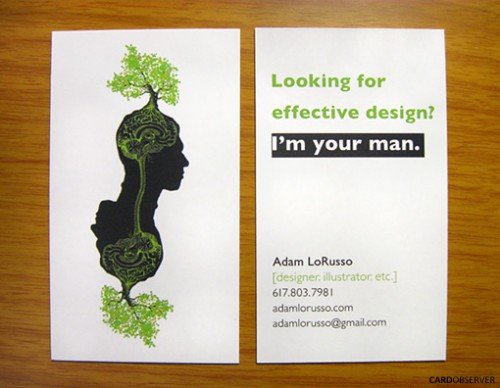 Looking for
effective design?
I'm your man.
Adam LoRusso
[designer. illustrator. etc.]
617.803.7981
adamlorusso.com
adamlorusso@gmail.com
CARDOBSERVER